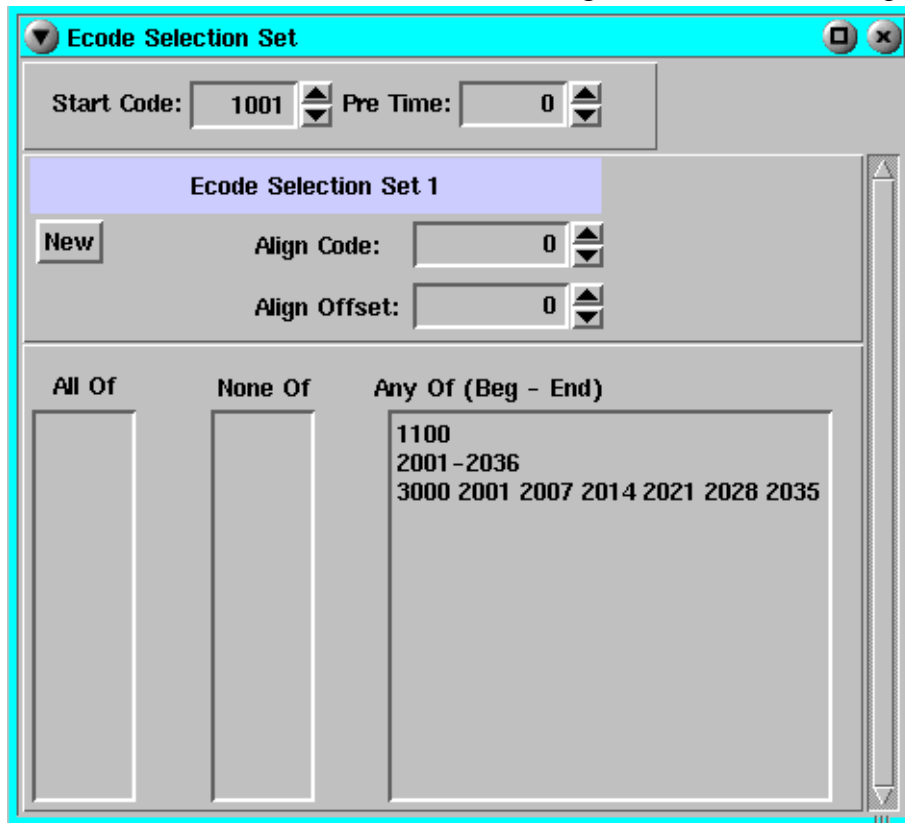 Ecode Selection Set
Start Code: 1001 Pre Time: 0
Ecode Selection Set 1
New Align Code: 0
Align Offset: 0
All Of None Of Any Of (Beg - End)
1100
2001-2036
3000 2001 2007 2014 2021 2028 2035